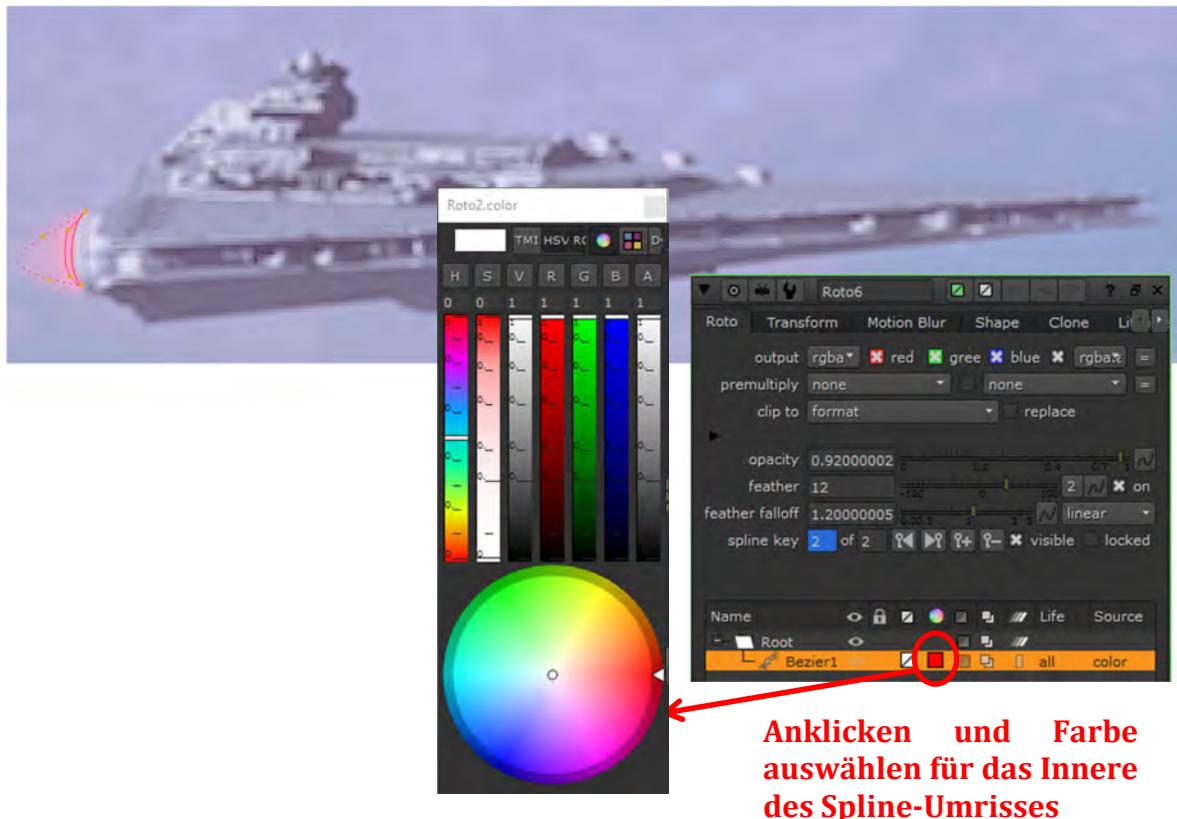 Roto2.color
TMI HSV
H S V R G B A
0 0 1 1 1 1 1
Roto6
? ×
Roto Transform Motion Blur Shape Clone
output rgba red gree blue
premultiply none none =
clip to format replace
opacity 0.92000002
feather 12 2 on
feather falloff 1.20000005 linear
spline key 2 of 2 visible locked
Name Life Source
Root
Bezier1 all color
Anklicken und Farbe
auswählen für das Innere
des Spline-Umrisses